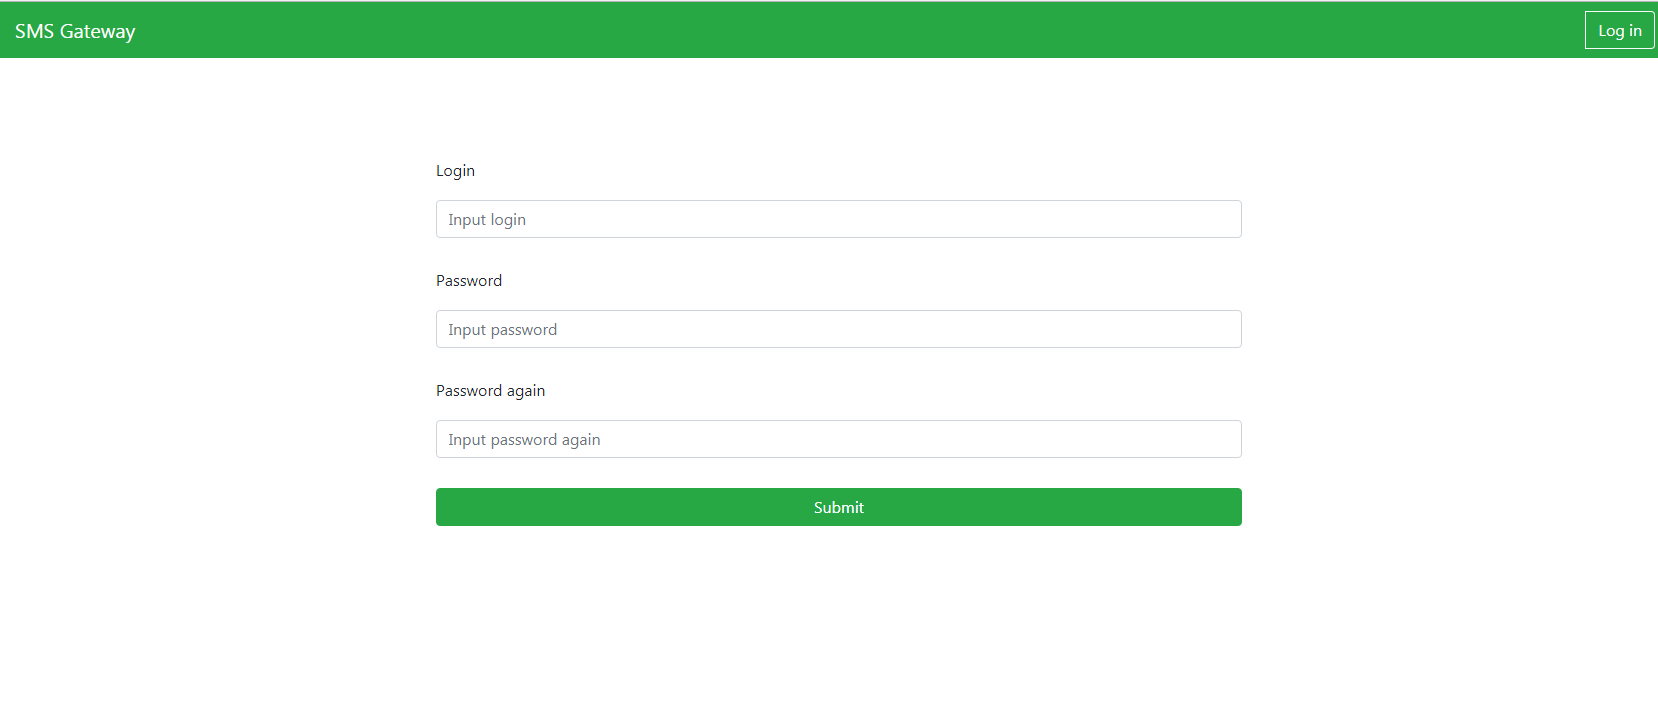 SMS Gateway
Log in
Login
Input login
Password
Input password
Password again
Input password again
Submit